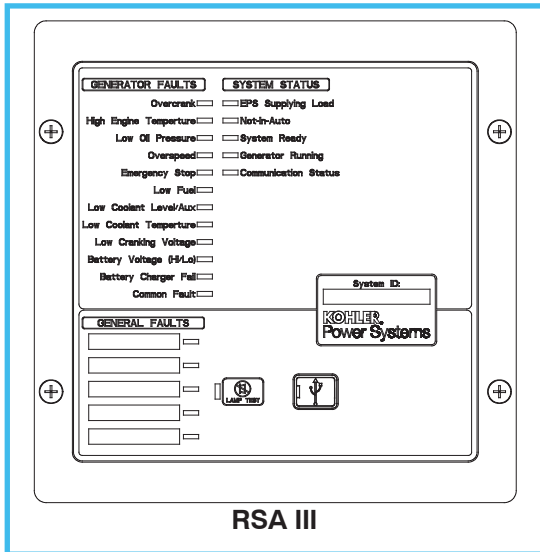 GENERATOR FAULTS
Overcrank
High Engine Temperture
Low Oil Pressure
Overspeed
Emergency Stop
Low Fuel
Low Coolant Level/Aux
Low Coolant Temperture
Low Cranking Voltage
Battery Voltage (Hi/Lo)
Battery Charger Fail
Common Fault
SYSTEM STATUS
EPS Supplying Load
Not-In-Auto
System Ready
Generator Running
Communication Status
System ID:
KOHLER®
Power Systems
GENERAL FAULTS
LAMP TEST
RSA III